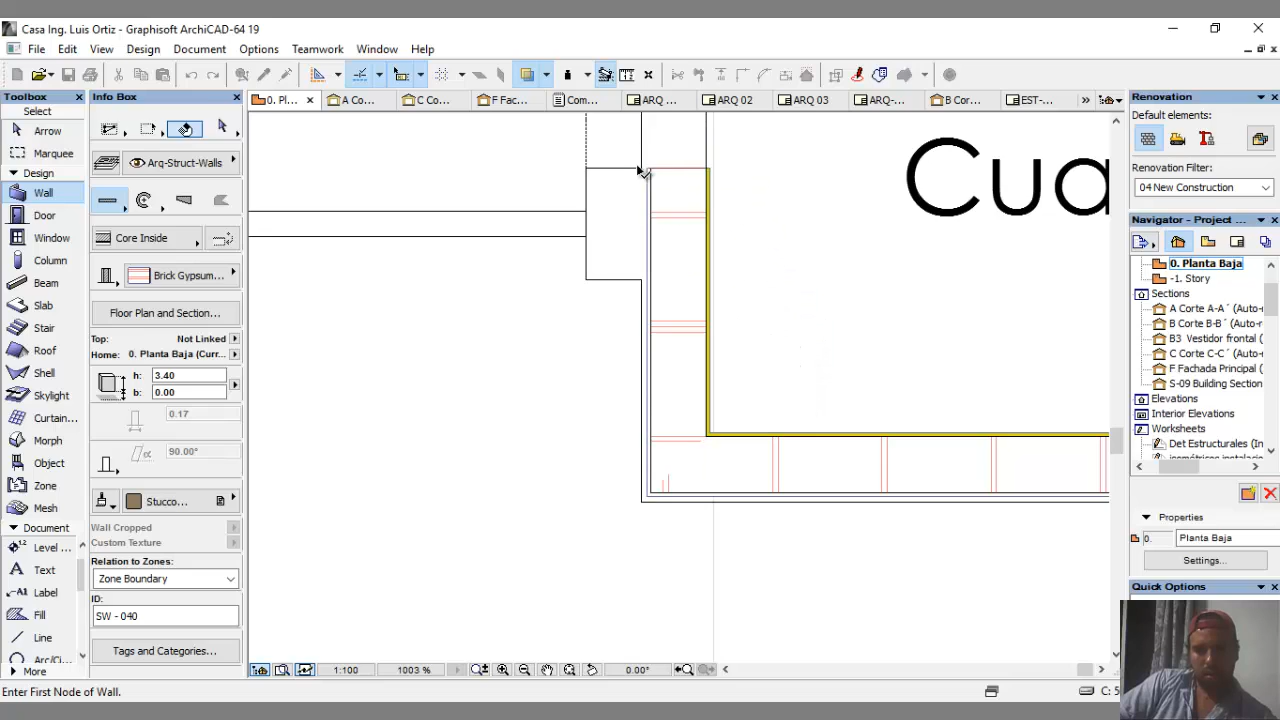 Casa Ing. Luis Ortiz - Graphisoft ArchiCAD-64 19
File Edit View Design Document Options Teamwork Window Help
Toolbox
Info Box
0. Pl...
A Co...
C Co...
F Fac...
Com...
ARQ ...
ARQ 02
ARQ 03
ARQ-...
B Cor...
EST-...
Renovation
Default elements:
Renovation Filter:
04 New Construction
Navigator - Project ...
0. Planta Baja
-1. Story
Sections
A Corte A-A´ (Auto-r
B Corte B-B´ (Auto-r
B3 Vestidor frontal (
C Corte C-C´ (Auto-r
F Fachada Principal (
S-09 Building Section
Elevations
Interior Elevations
Worksheets
Det Estructurales (In
Properties
0. Planta Baja
Settings...
Quick Options
Select
Arrow
Marquee
Design
Wall
Door
Window
Column
Beam
Slab
Stair
Roof
Shell
Skylight
Curtain...
Morph
Object
Zone
Mesh
Document
Level ...
Text
Label
Fill
Line
Arc/Ci...
More
Arq-Struct-Walls
Core Inside
Brick Gypsum...
Floor Plan and Section...
Top: Not Linked
Home: 0. Planta Baja (Curr...
h: 3.40
b: 0.00
0.17
90.00°
Stucco...
Wall Cropped
Custom Texture
Relation to Zones:
Zone Boundary
ID:
SW - 040
Tags and Categories...
Cua
1:100
1003 %
0.00°
Enter First Node of Wall.
C: 5